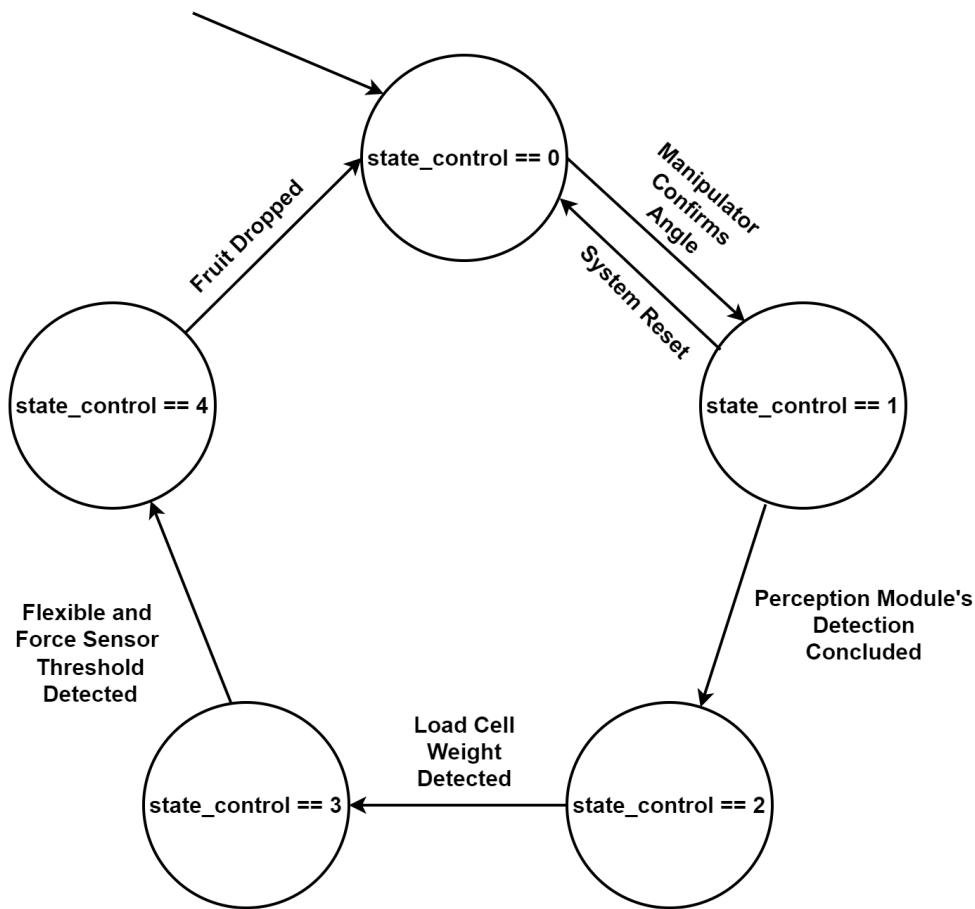 state_control == 0
Manipulator
Confirms
Angle
System Reset
Fruit Dropped
state_control == 4
state_control == 1
Perception Module's
Detection
Concluded
Flexible and
Force Sensor
Threshold
Detected
Load Cell
Weight
Detected
state_control == 3
state_control == 2